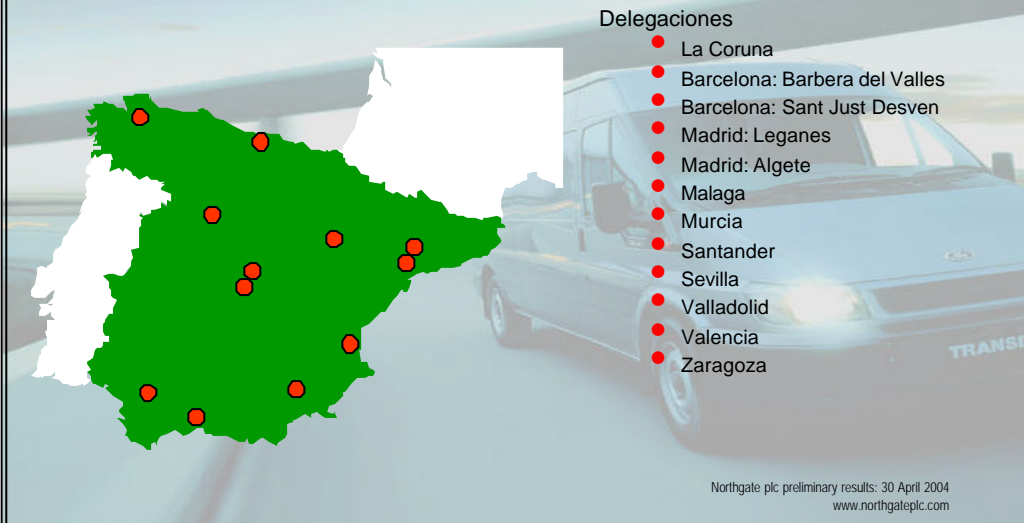 Delegaciones
La Coruna
Barcelona: Barbera del Valles
Barcelona: Sant Just Desven
Madrid: Leganes
Madrid: Algete
Malaga
Murcia
Santander
Sevilla
Valladolid
Valencia
Zaragoza
TRANSI
Northgate plc preliminary results: 30 April 2004
www.northgateplc.com